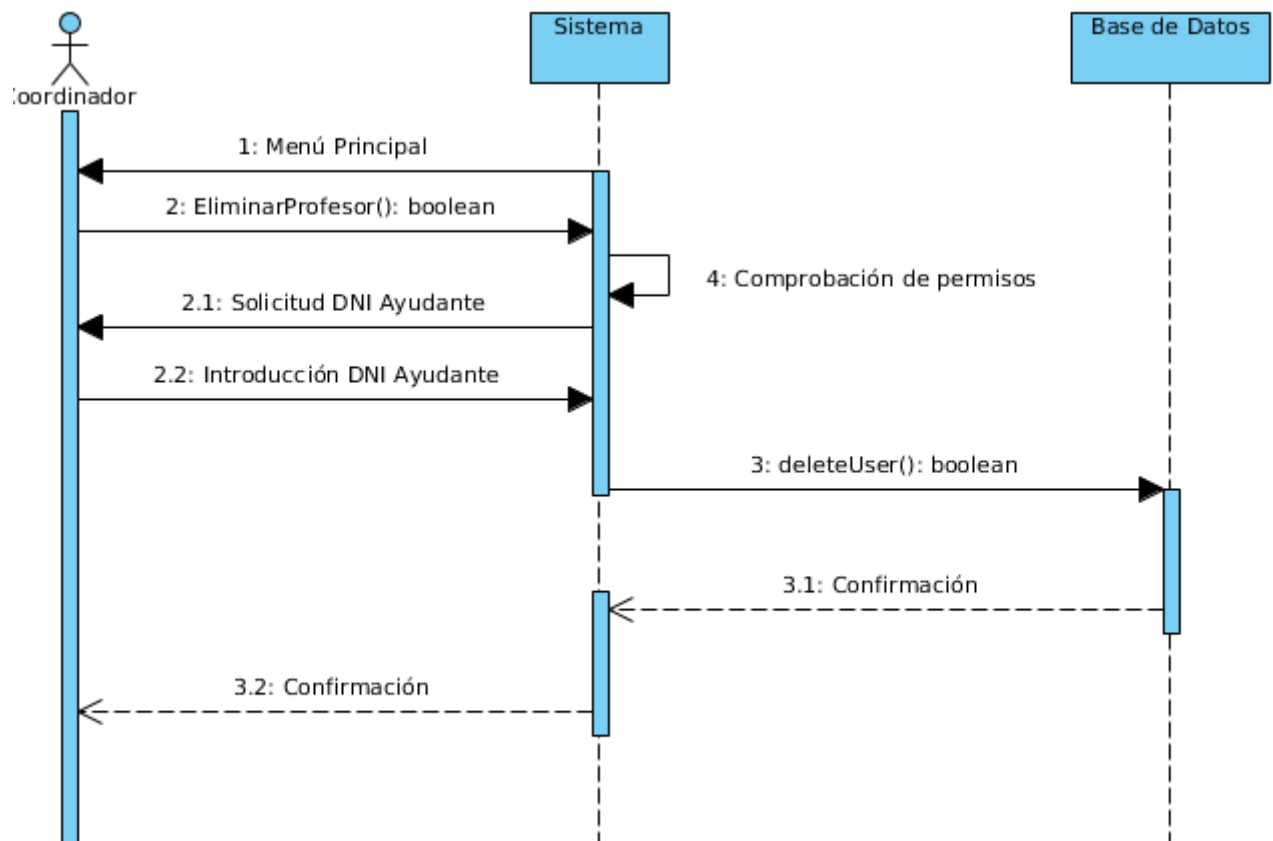 Sistema
Base de Datos
oordinador
1: Menú Principal
2: EliminarProfesor(): boolean
4: Comprobación de permisos
2.1: Solicitud DNI Ayudante
2.2: Introducción DNI Ayudante
3: deleteUser(): boolean
3.1: Confirmación
3.2: Confirmación